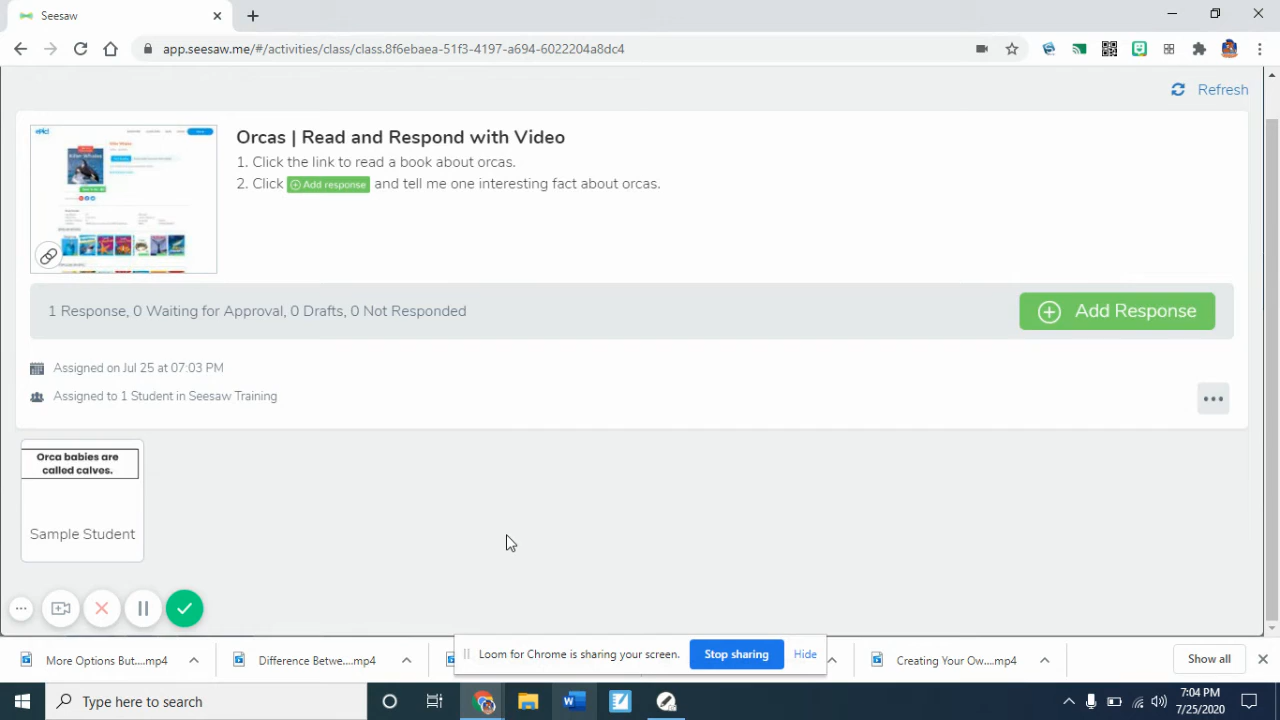 Seesaw
app.seesaw.me/#/activities/class/class.8f6ebaea-51f3-4197-a694-6022204a8dc4
Refresh
epic!
Killer Whales
Orcas | Read and Respond with Video
1. Click the link to read a book about orcas.
2. Click Add response and tell me one interesting fact about orcas.
1 Response, 0 Waiting for Approval, 0 Drafts, 0 Not Responded
Add Response
Assigned on Jul 25 at 07:03 PM
Assigned to 1 Student in Seesaw Training
Orca babies are
called calves.
Sample Student
Loom for Chrome is sharing your screen.
Stop sharing
Hide
More Options But....mp4
Difference Betwe....mp4
Creating Your Ow....mp4
Show all
Type here to search
7:04 PM
7/25/2020